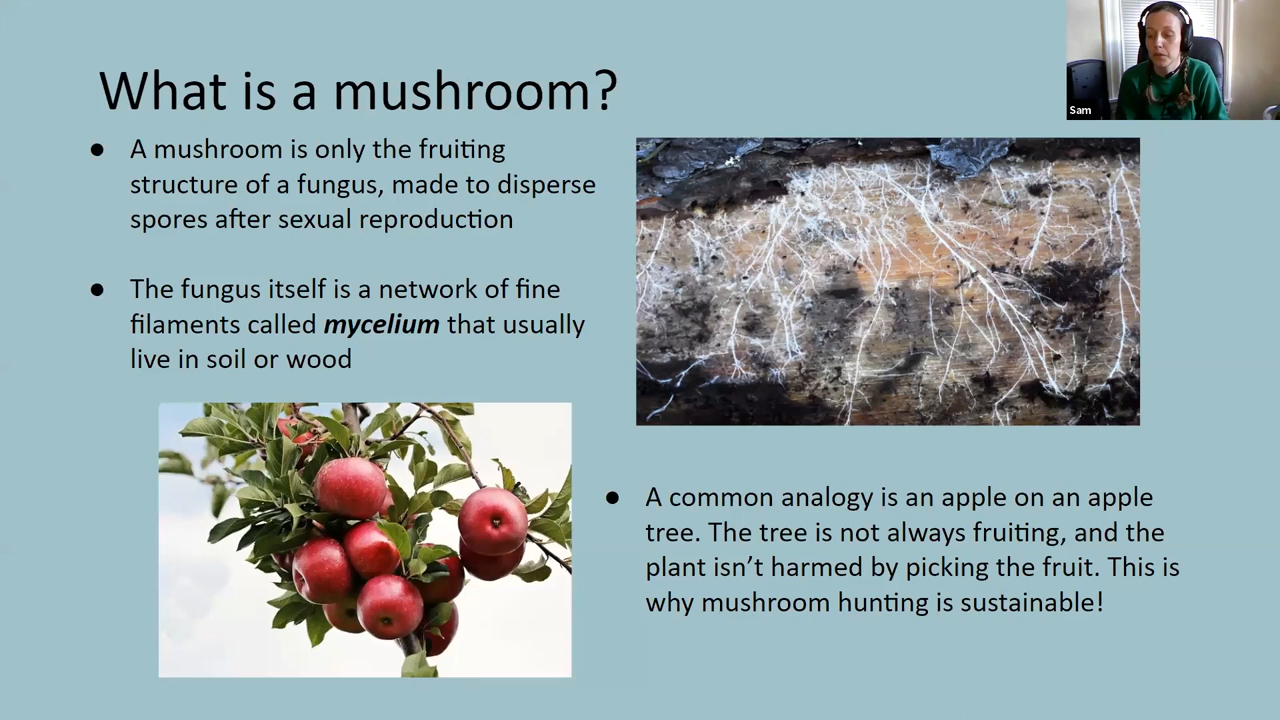 What is a mushroom?
● A mushroom is only the fruiting
structure of a fungus, made to disperse
spores after sexual reproduction
● The fungus itself is a network of fine
filaments called mycelium that usually
live in soil or wood
● A common analogy is an apple on an apple
tree. The tree is not always fruiting, and the
plant isn’t harmed by picking the fruit. This is
why mushroom hunting is sustainable!
Sam